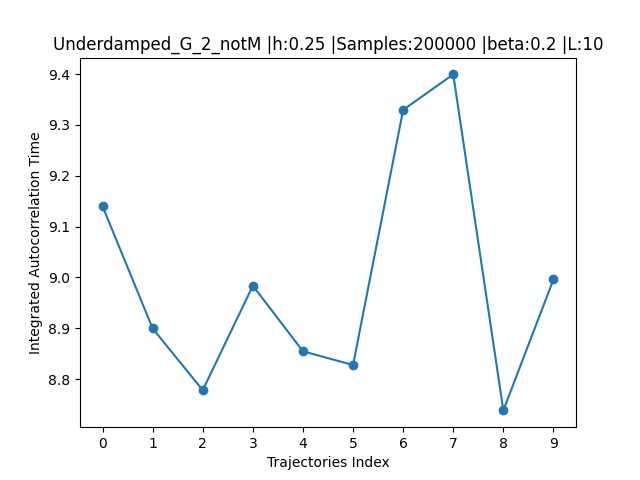 Underdamped_G_2_notM |h:0.25 |Samples:200000 |beta:0.2 |L:10
9.4
9.3
9.2
9.1
9.0
8.9
8.8
Integrated Autocorrelation Time
0 1 2 3 4 5 6 7 8 9
Trajectories Index